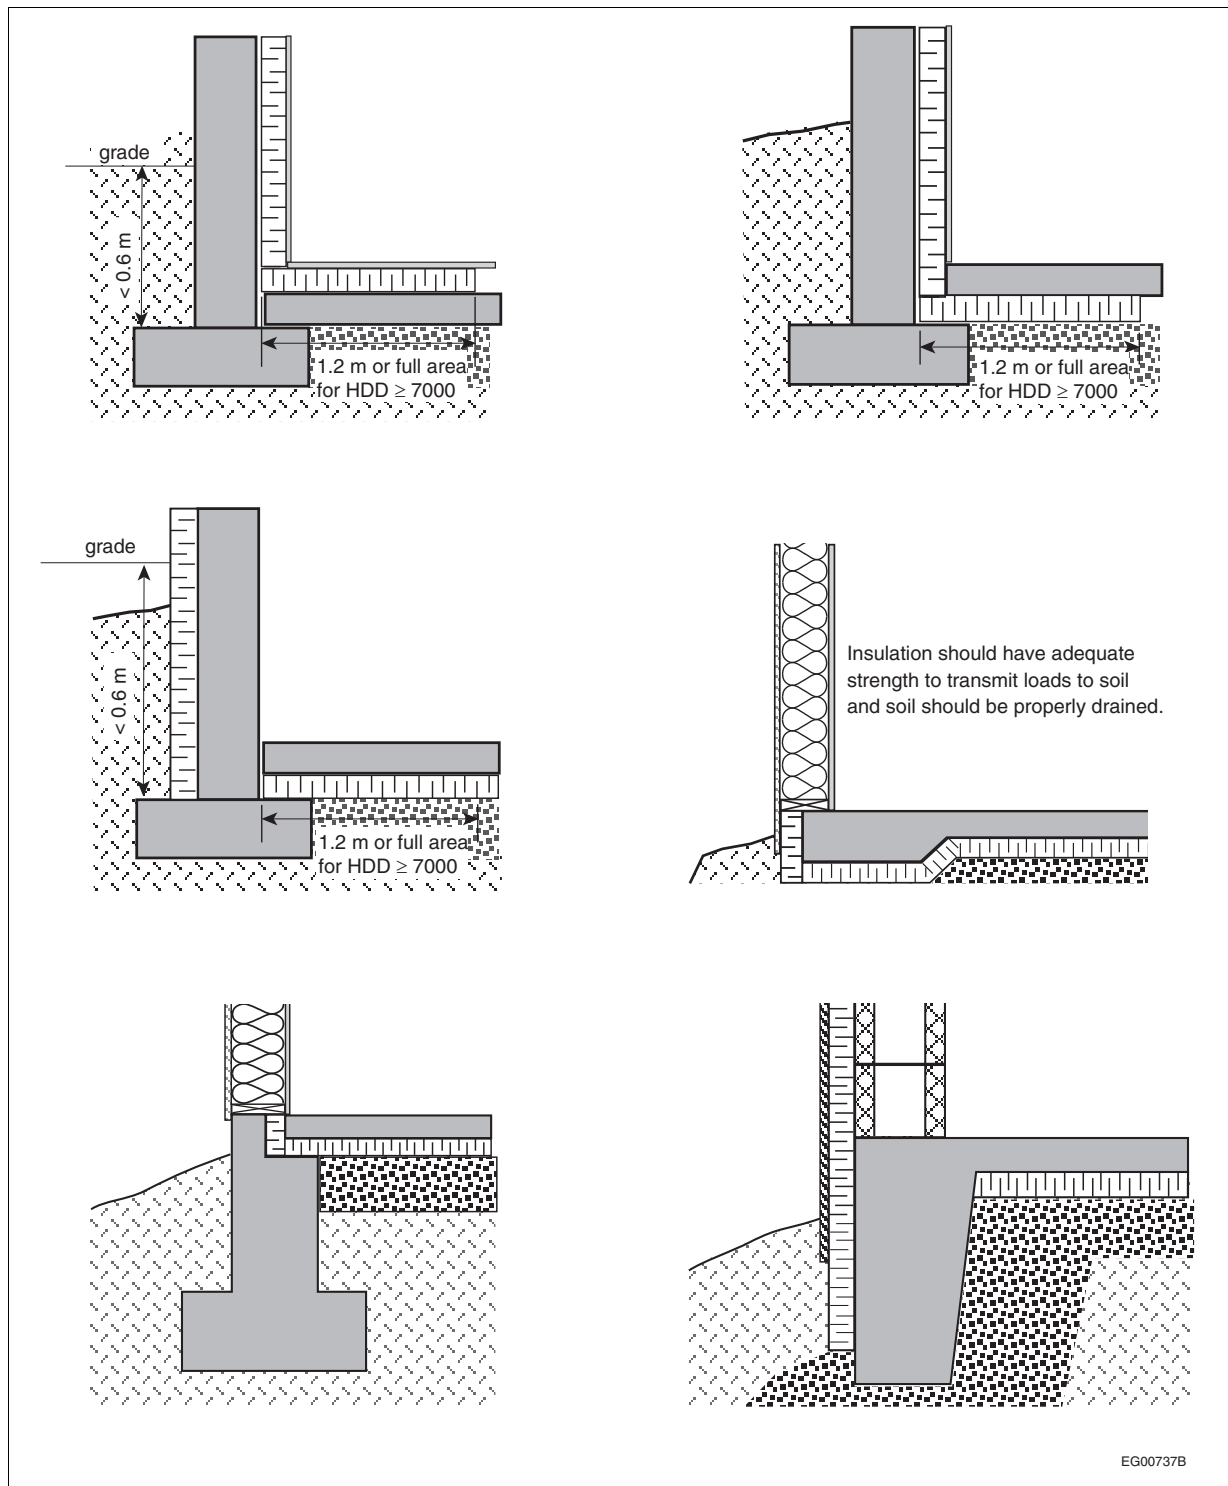 grade
< 0.6 m
1.2 m or full area
for HDD ≥ 7000
1.2 m or full area
for HDD ≥ 7000
grade
< 0.6 m
1.2 m or full area
for HDD ≥ 7000
Insulation should have adequate
strength to transmit loads to soil
and soil should be properly drained.
EG00737B